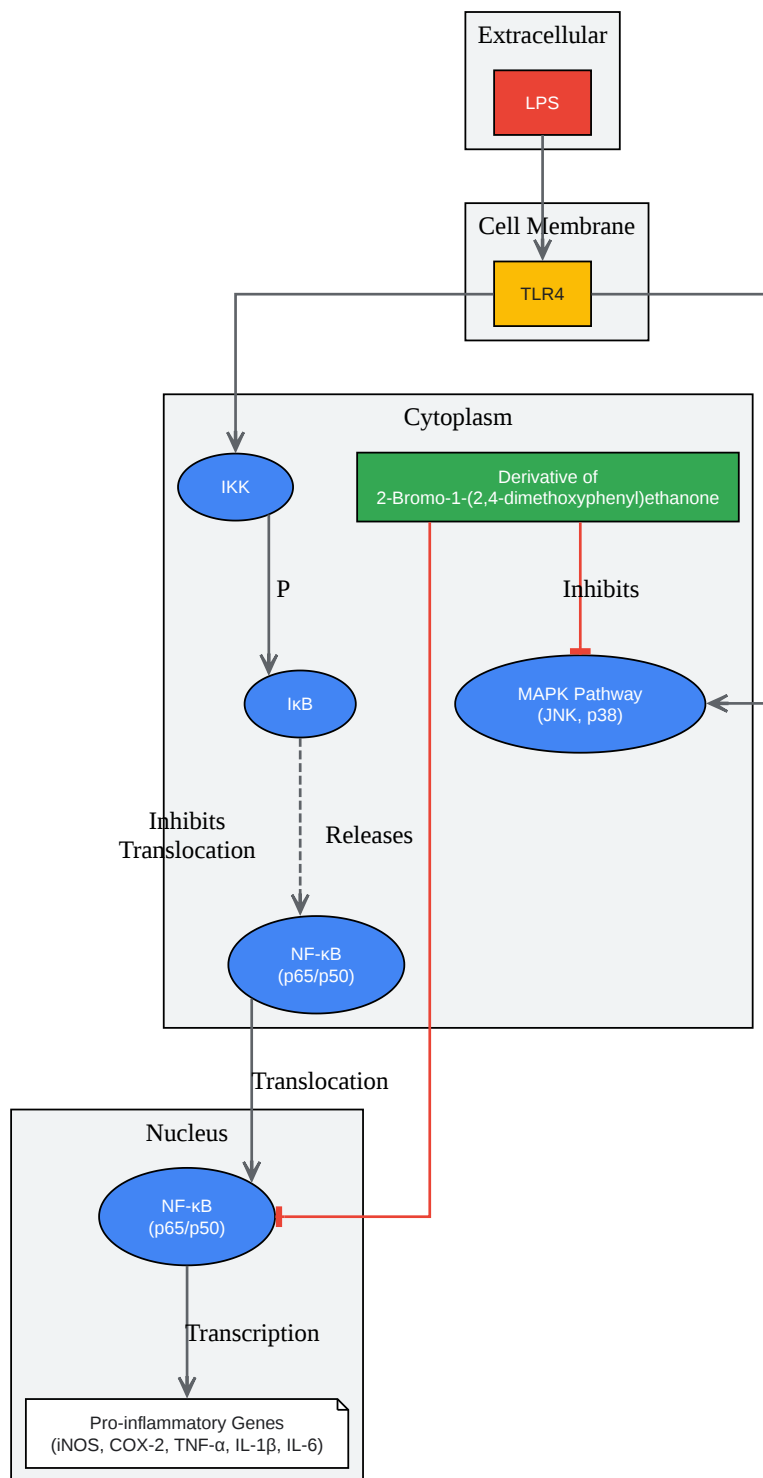 Extracellular
LPS
Cell Membrane
TLR4
Cytoplasm
IKK
Derivative of
2-Bromo-1-(2,4-dimethoxyphenyl)ethanone
P
Inhibits
IκB
MAPK Pathway
(JNK, p38)
Inhibits
Translocation
Releases
NF-κB
(p65/p50)
Translocation
Nucleus
NF-κB
(p65/p50)
Transcription
Pro-inflammatory Genes
(iNOS, COX-2, TNF-α, IL-1β, IL-6)